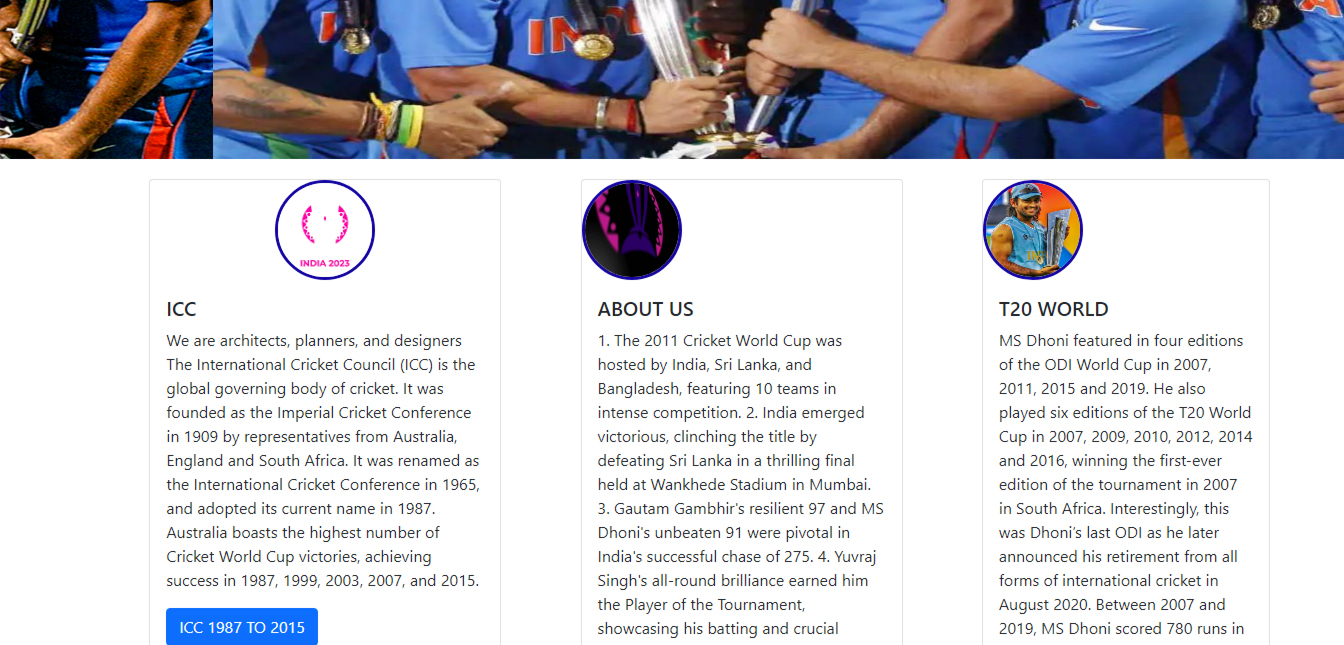 INDE
INDIA 2023
ICC
We are architects, planners, and designers
The International Cricket Council (ICC) is the
global governing body of cricket. It was
founded as the Imperial Cricket Conference
in 1909 by representatives from Australia,
England and South Africa. It was renamed as
the International Cricket Conference in 1965,
and adopted its current name in 1987.
Australia boasts the highest number of
Cricket World Cup victories, achieving
success in 1987, 1999, 2003, 2007, and 2015.
ICC 1987 TO 2015
ABOUT US
1. The 2011 Cricket World Cup was
hosted by India, Sri Lanka, and
Bangladesh, featuring 10 teams in
intense competition. 2. India emerged
victorious, clinching the title by
defeating Sri Lanka in a thrilling final
held at Wankhede Stadium in Mumbai.
3. Gautam Gambhir's resilient 97 and MS
Dhoni's unbeaten 91 were pivotal in
India's successful chase of 275. 4. Yuvraj
Singh's all-round brilliance earned him
the Player of the Tournament,
showcasing his batting and crucial
T20 WORLD
MS Dhoni featured in four editions
of the ODI World Cup in 2007,
2011, 2015 and 2019. He also
played six editions of the T20 World
Cup in 2007, 2009, 2010, 2012, 2014
and 2016, winning the first-ever
edition of the tournament in 2007
in South Africa. Interestingly, this
was Dhoni's last ODI as he later
announced his retirement from all
forms of international cricket in
August 2020. Between 2007 and
2019, MS Dhoni scored 780 runs in